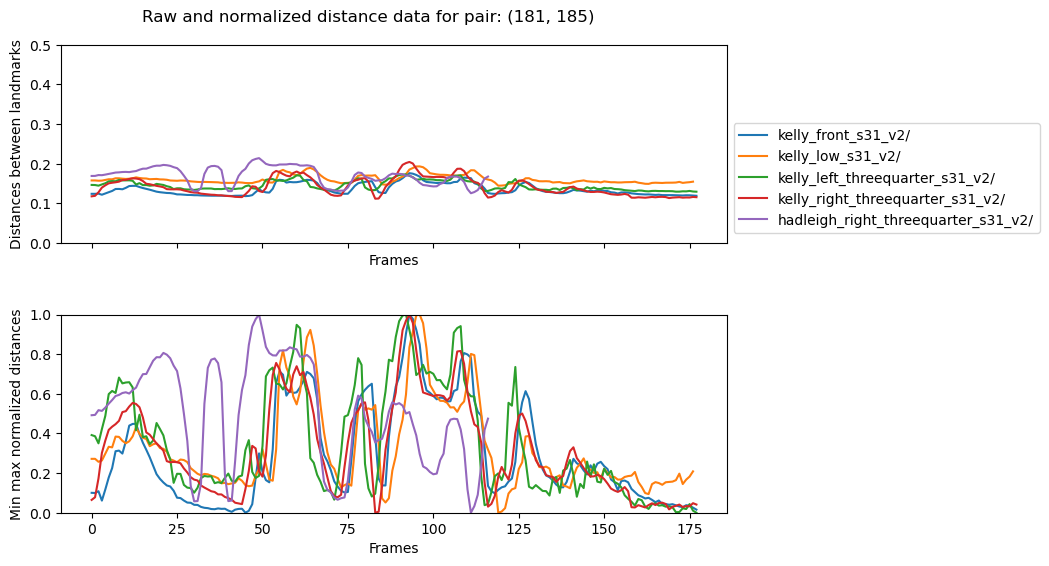 Raw and normalized distance data for pair: (181, 185)
Distances between landmarks
0.5
0.4
0.3
0.2
0.1
0.0
Frames
kelly_front_s31_v2/
kelly_low_s31_v2/
kelly_left_threequarter_s31_v2/
kelly_right_threequarter_s31_v2/
hadleigh_right_threequarter_s31_v2/
Min max normalized distances
1.0
0.8
0.6
0.4
0.2
0.0
0 25 50 75 100 125 150 175
Frames